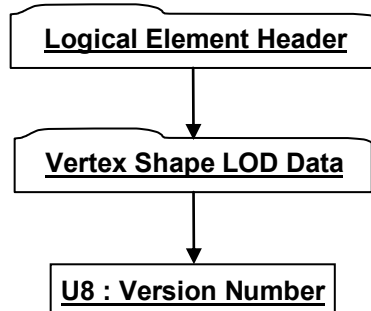 Logical Element Header
Vertex Shape LOD Data
U8 : Version Number